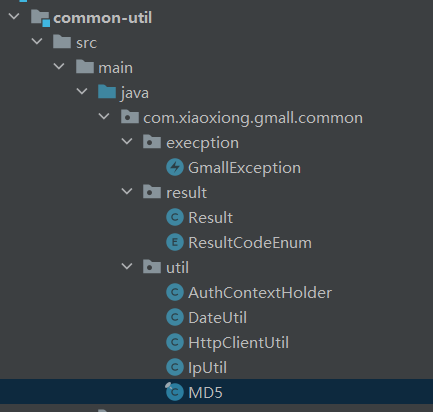 common-util
src
main
java
com.xiaoxiong.gmall.common
execption
GmallException
result
Result
ResultCodeEnum
util
AuthContextHolder
DateUtil
HttpClientUtil
IpUtil
MD5